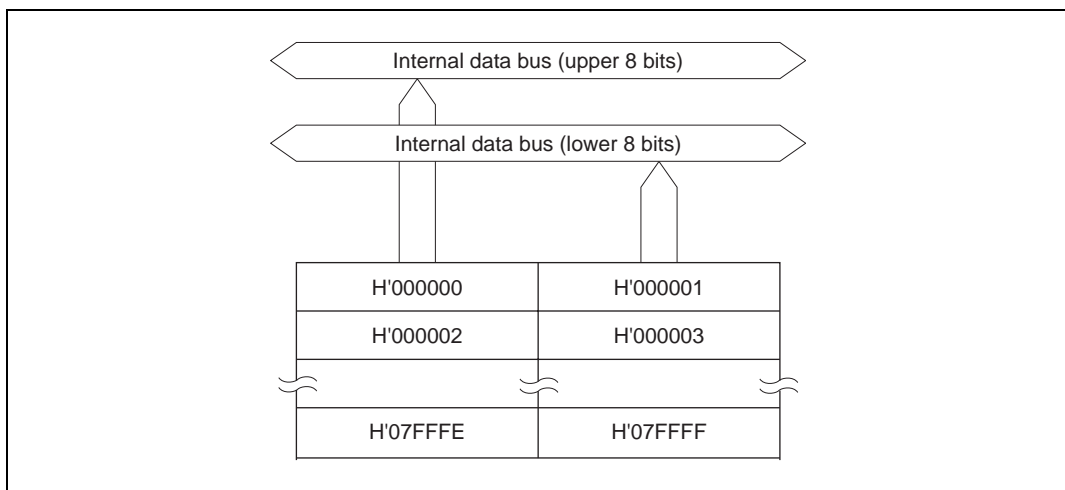 Internal data bus (upper 8 bits)
Internal data bus (lower 8 bits)
H'000000 H'000001
H'000002 H'000003
H'07FFFE H'07FFFF